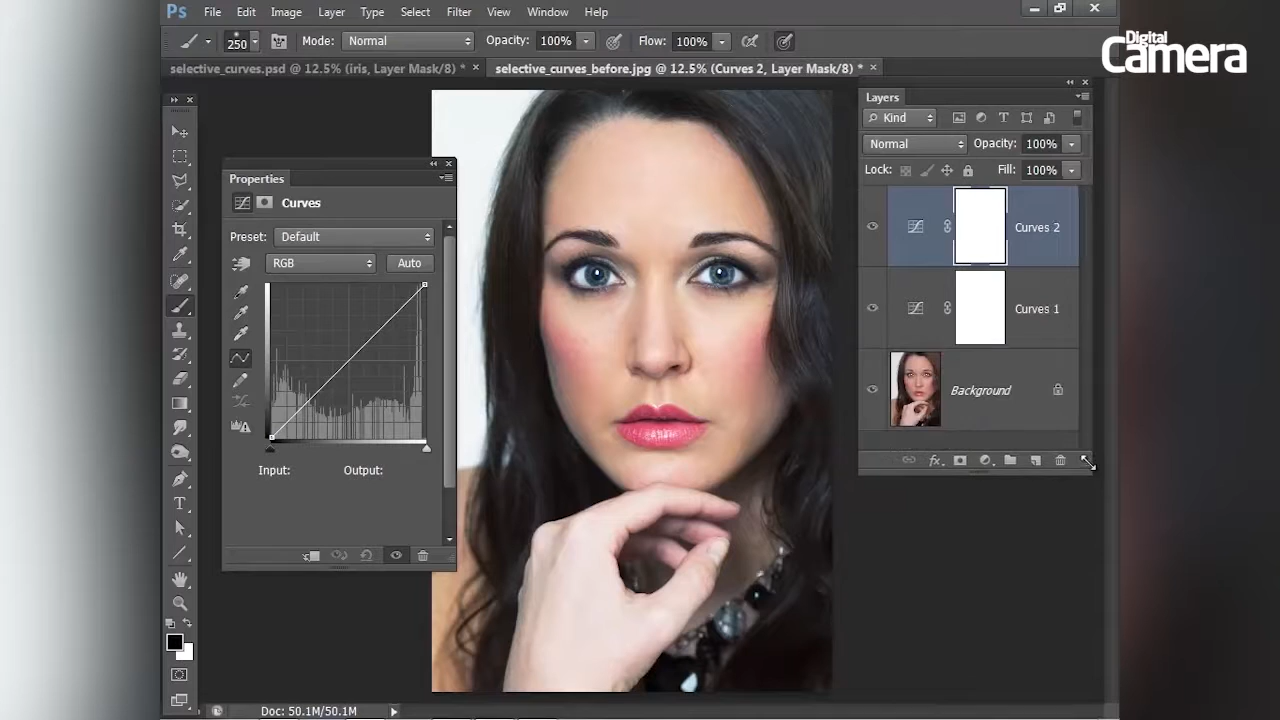 Ps File Edit Image Layer Type Select Filter View Window Help
250 Mode: Normal Opacity: 100% Flow: 100%
Digital
Camera
selective_curves.psd @ 12.5% (iris, Layer Mask/8) * × selective_curves_before.jpg @ 12.5% (Curves 2, Layer Mask/8) * ×
Layers
Kind
Normal Opacity: 100%
Lock: Fill: 100%
Curves 2
Curves 1
Background
fx
Properties
Curves
Preset: Default
RGB Auto
Input: Output:
T
Doc: 50.1M/50.1M